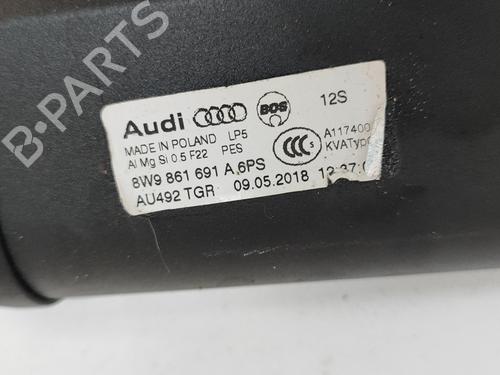 Audi BOS 12S
MADE IN POLAND LP5 A117400
Al Mg Si 0.5 F22 PES CCC S KVATyp
8W9 861 691 A 6PS
AU492 TGR 09.05.2018
B-PARTS